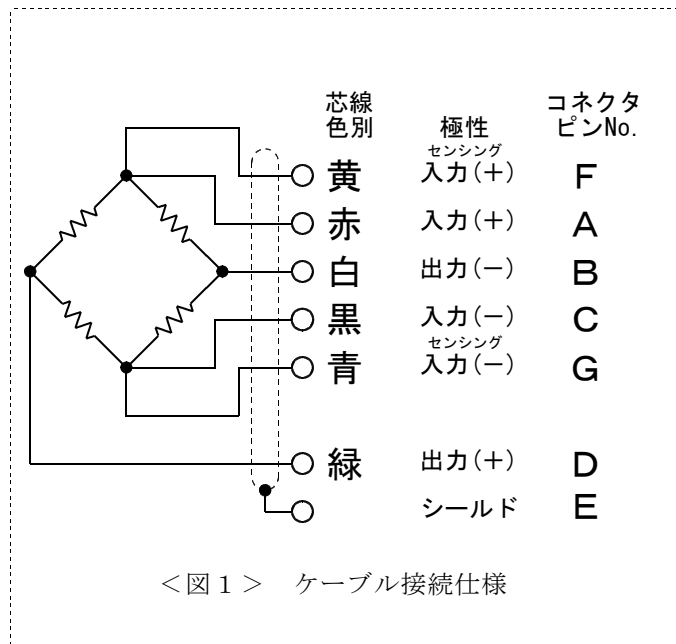 芯線 コネクタ
色別 極性 ピンNo.
センシング
黄 入力(+) F
赤 入力(+) A
白 出力(−) B
黒 入力(−) C
センシング
青 入力(−) G
緑 出力(+) D
シールド E
<図1> ケーブル接続仕様